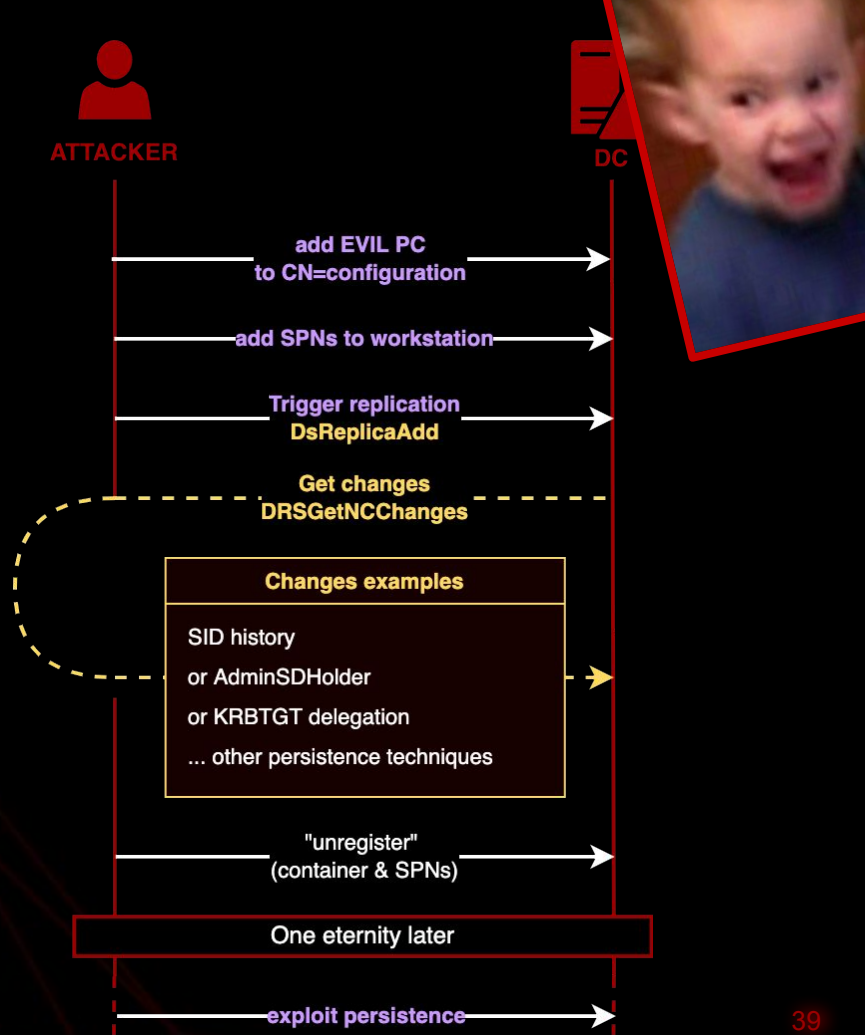 ATTACKER
DC
add EVIL PC
to CN=configuration
add SPNs to workstation
Trigger replication
DsReplicaAdd
Get changes
DRSGetNCChanges
Changes examples
SID history
or AdminSDHolder
or KRBTGT delegation
... other persistence techniques
"unregister"
(container & SPNs)
One eternity later
exploit persistence
39